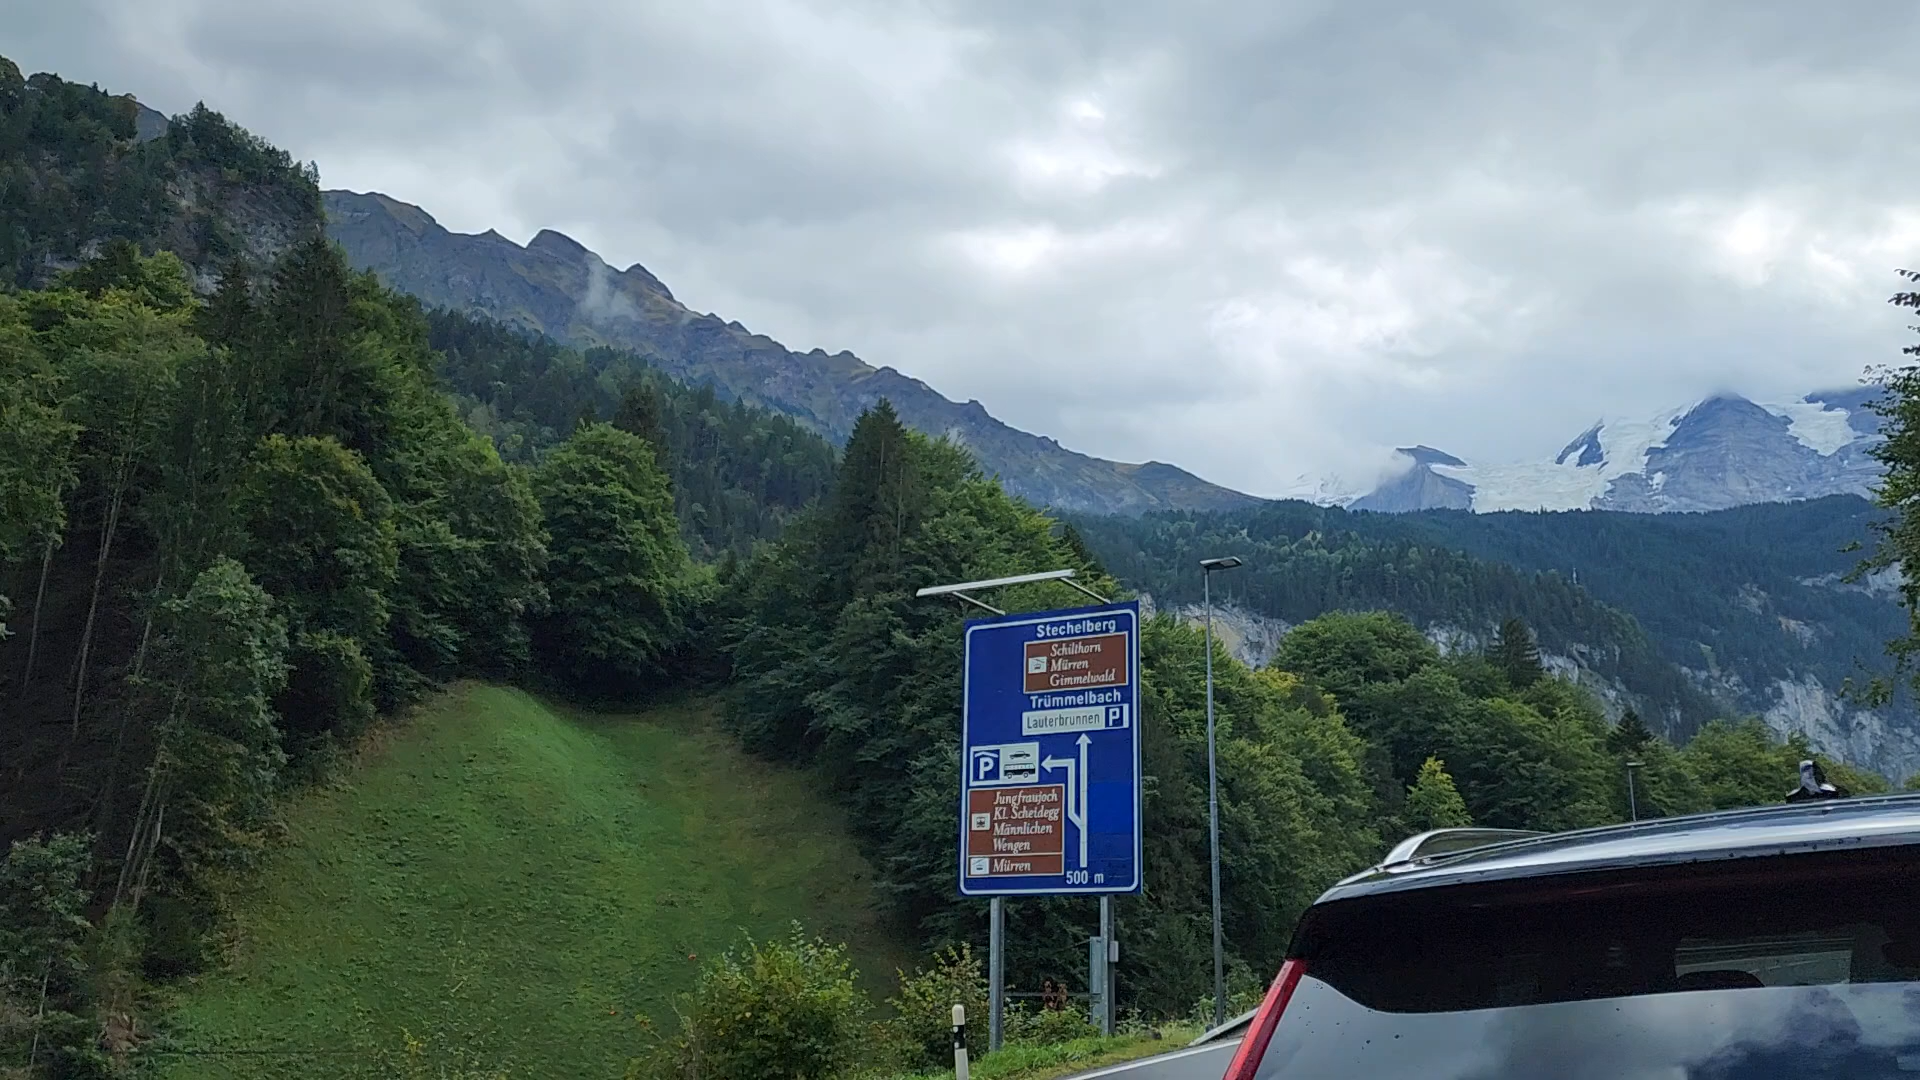 Stechelberg
Schilthorn
Mürren
Gimmelwald
Trümmelbach
Lauterbrunnen P
P
Jungfraujoch
Kl. Scheidegg
Männlichen
Wengen
Mürren
500 m